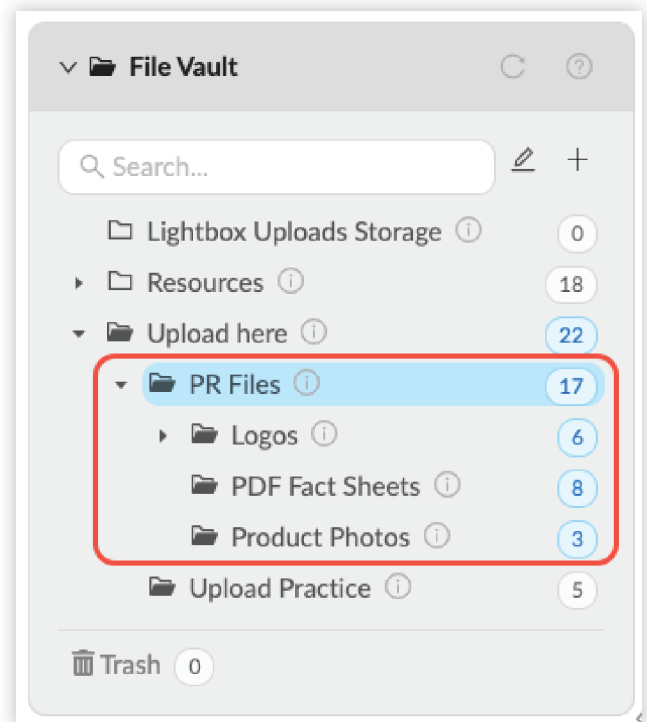 File Vault
Search...
Lightbox Uploads Storage 0
Resources 18
Upload here 22
PR Files 17
Logos 6
PDF Fact Sheets 8
Product Photos 3
Upload Practice 5
Trash 0